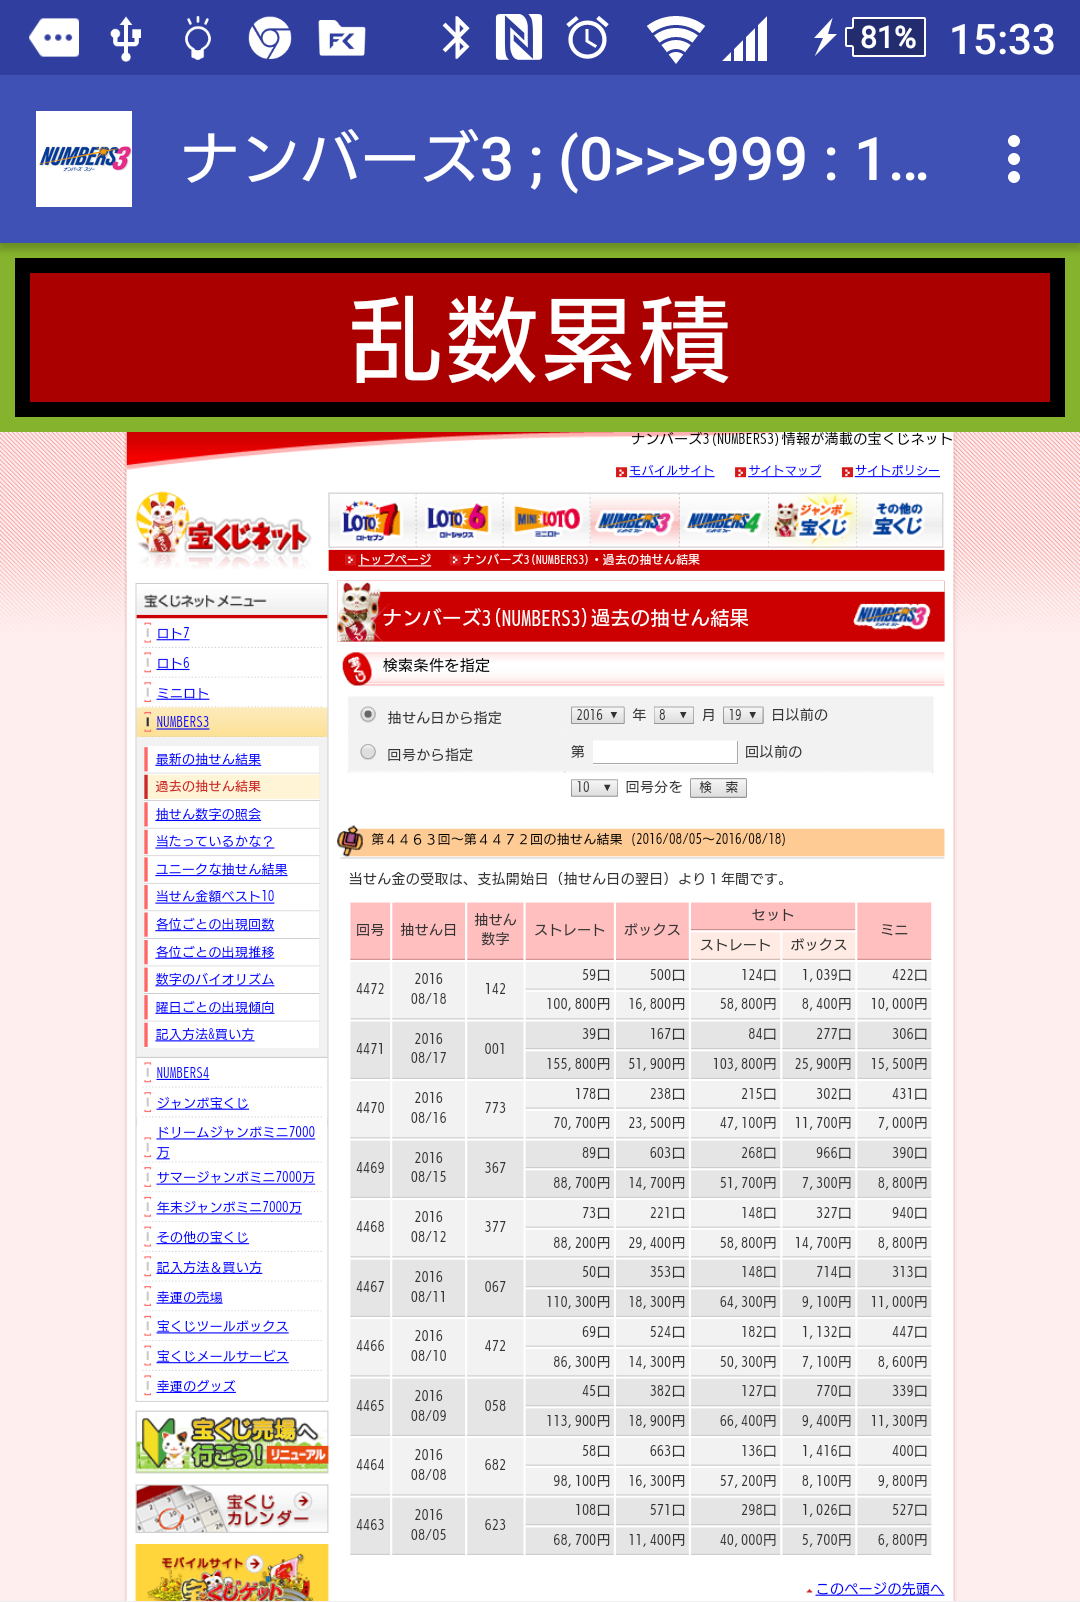 81% 15:33
NUMBERS3 ナンバーズ3 ; (0>>>999 : 1...
乱数累積
ナンバーズ3(NUMBERS3)情報が満載の宝くじネット
モバイルサイト サイトマップ サイトポリシー
宝くじネット
LOTO7 ロトセブン LOTO6 ロトシックス MINI LOTO ミニロト NUMBERS3 NUMBERS4 ジャンボ宝くじ その他の宝くじ
トップページ ナンバーズ3(NUMBERS3)・過去の抽せん結果
宝くじネット メニュー
ロト7
ロト6
ミニロト
NUMBERS3
最新の抽せん結果
過去の抽せん結果
抽せん数字の照会
当たっているかな？
ユニークな抽せん結果
当せん金額ベスト10
各位ごとの出現回数
各位ごとの出現推移
数字のバイオリズム
曜日ごとの出現傾向
記入方法&買い方
NUMBERS4
ジャンボ宝くじ
ドリームジャンボミニ7000
万
サマージャンボミニ7000万
年末ジャンボミニ7000万
その他の宝くじ
記入方法＆買い方
幸運の売場
宝くじツールボックス
宝くじメールサービス
幸運のグッズ
宝くじ売場へ
行こう！ リニューアル
宝くじ
カレンダー
モバイルサイト
宝くじゲット
ナンバーズ3(NUMBERS3)過去の抽せん結果 NUMBERS3
検索条件を指定
抽せん日から指定 2016 ▼ 年 8 ▼ 月 19 ▼ 日以前の
回号から指定 第 回以前の
10 ▼ 回号分を 検 索
第４４６３回～第４４７２回の抽せん結果 (2016/08/05～2016/08/18)
当せん金の受取は、支払開始日（抽せん日の翌日）より１年間です。
回号 抽せん日 抽せん数字 ストレート ボックス セット ミニ
ストレート ボックス
4472 2016 08/18 142 59口 500口 124口 1,039口 422口
100,800円 16,800円 58,800円 8,400円 10,000円
4471 2016 08/17 001 39口 167口 84口 277口 306口
155,800円 51,900円 103,800円 25,900円 15,500円
4470 2016 08/16 773 178口 238口 215口 302口 431口
70,700円 23,500円 47,100円 11,700円 7,000円
4469 2016 08/15 367 89口 603口 268口 966口 390口
88,700円 14,700円 51,700円 7,300円 8,800円
4468 2016 08/12 377 73口 221口 148口 327口 940口
88,200円 29,400円 58,800円 14,700円 8,800円
4467 2016 08/11 067 50口 353口 148口 714口 313口
110,300円 18,300円 64,300円 9,100円 11,000円
4466 2016 08/10 472 69口 524口 182口 1,132口 447口
86,300円 14,300円 50,300円 7,100円 8,600円
4465 2016 08/09 058 45口 382口 127口 770口 339口
113,900円 18,900円 66,400円 9,400円 11,300円
4464 2016 08/08 682 58口 663口 136口 1,416口 400口
98,100円 16,300円 57,200円 8,100円 9,800円
4463 2016 08/05 623 108口 571口 298口 1,026口 527口
68,700円 11,400円 40,000円 5,700円 6,800円
このページの先頭へ